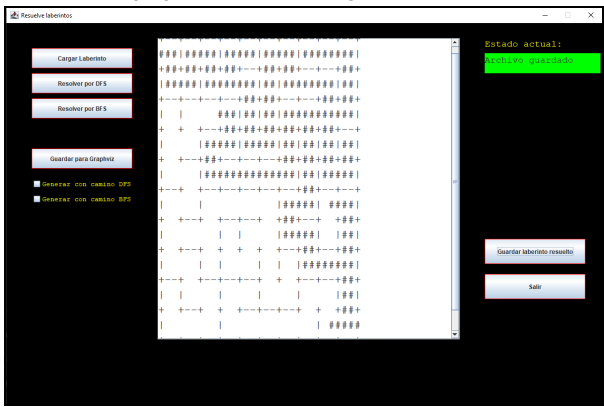 Resuelve laberintos
Cargar Laberinto
Resolver por DFS
Resolver por BFS
Guardar para Graphviz
Generar con camino DFS
Generar con camino BFS
###|#####|#####|#####|########|
+##+##+##+##+--+##+##+--+--+##+
|#####|########|##|########|##|
+--+--+--+--+##+##+--+--+##+##+
|  |     ###|##|##|###########|
+  +  +--+##+##+##+##+##+##+--+
|     |####|#####|##|##|##|##|
+  +--+##+--+--+--+##+##+##+##+
|     |##############|##|#####|
+--+  +--+--+--+--+--+##+--+--+
|     |           |#####| ####|
+  +--+  +--+--+  +##+--+  +##+
|        |  |     |#####|  |##|
+  +--+  +  +  +  +--+##+--+##+
|     |  |     |  |  |########|
+--+  +--+--+--+  +  +--+--+##+
|  |     |     |     |     |##|
+  +--+  +  +--+--+--+  +  +##+
|        |              | #####
Estado actual:
Archivo guardado
Guardar laberinto resuelto
Salir